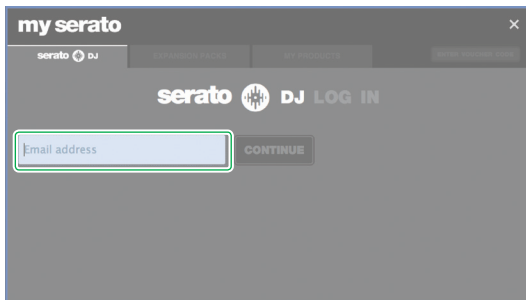 my serato
×
serato DJ EXPANSION PACKS MY PRODUCTS
serato DJ LOG IN
Email address CONTINUE